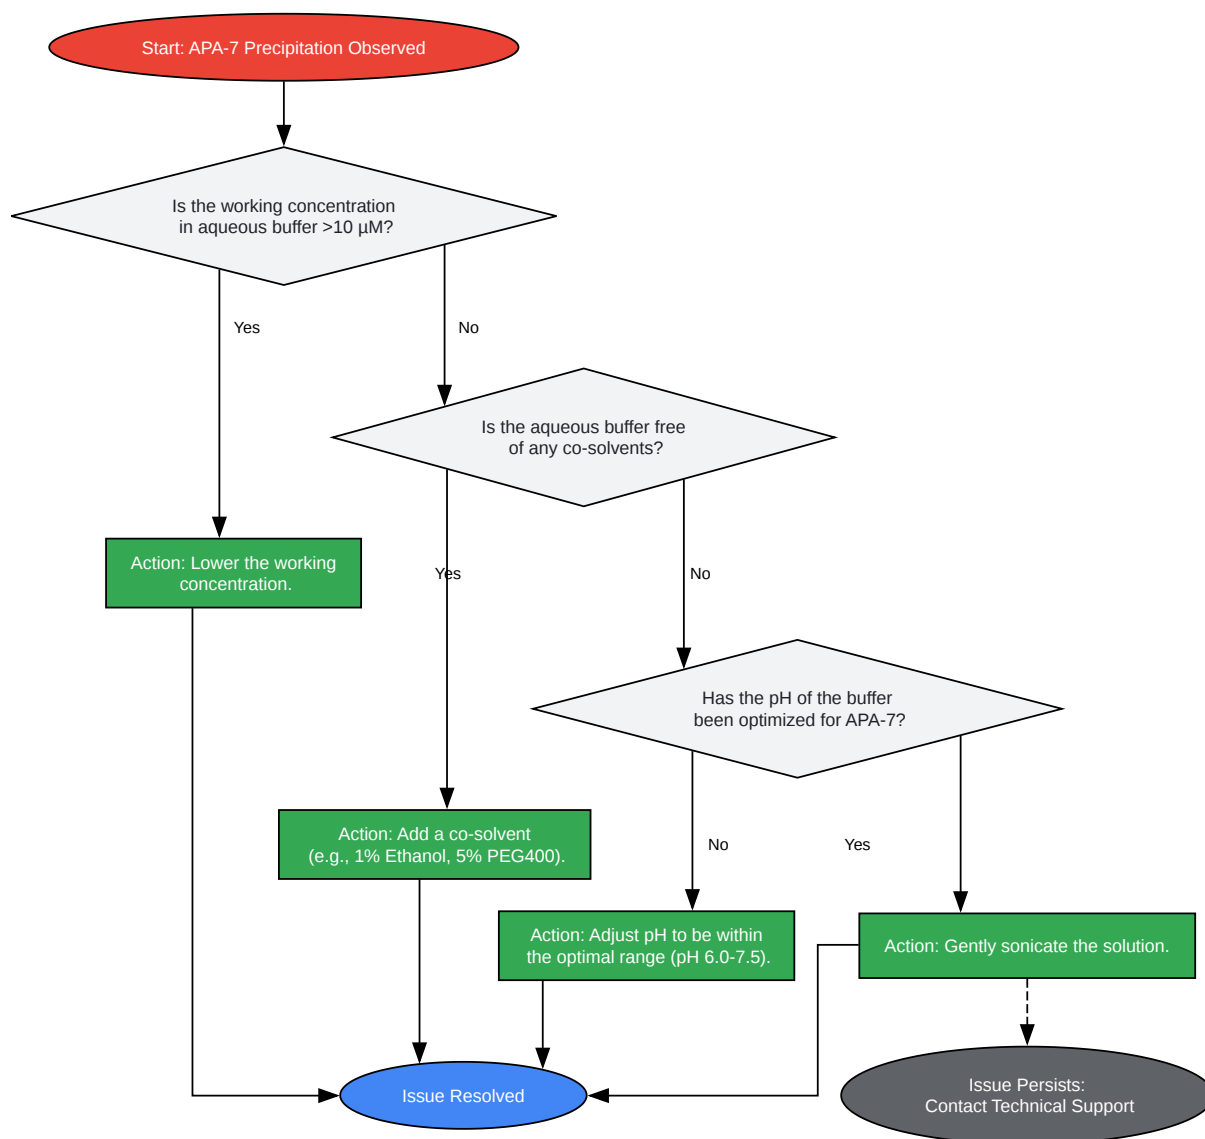 Start: APA-7 Precipitation Observed
Is the working concentration
in aqueous buffer >10 µM?
Yes
No
Is the aqueous buffer free
of any co-solvents?
Action: Lower the working
concentration.
Yes
No
Has the pH of the buffer
been optimized for APA-7?
Action: Add a co-solvent
(e.g., 1% Ethanol, 5% PEG400).
No
Yes
Action: Adjust pH to be within
the optimal range (pH 6.0-7.5).
Action: Gently sonicate the solution.
Issue Resolved
Issue Persists:
Contact Technical Support